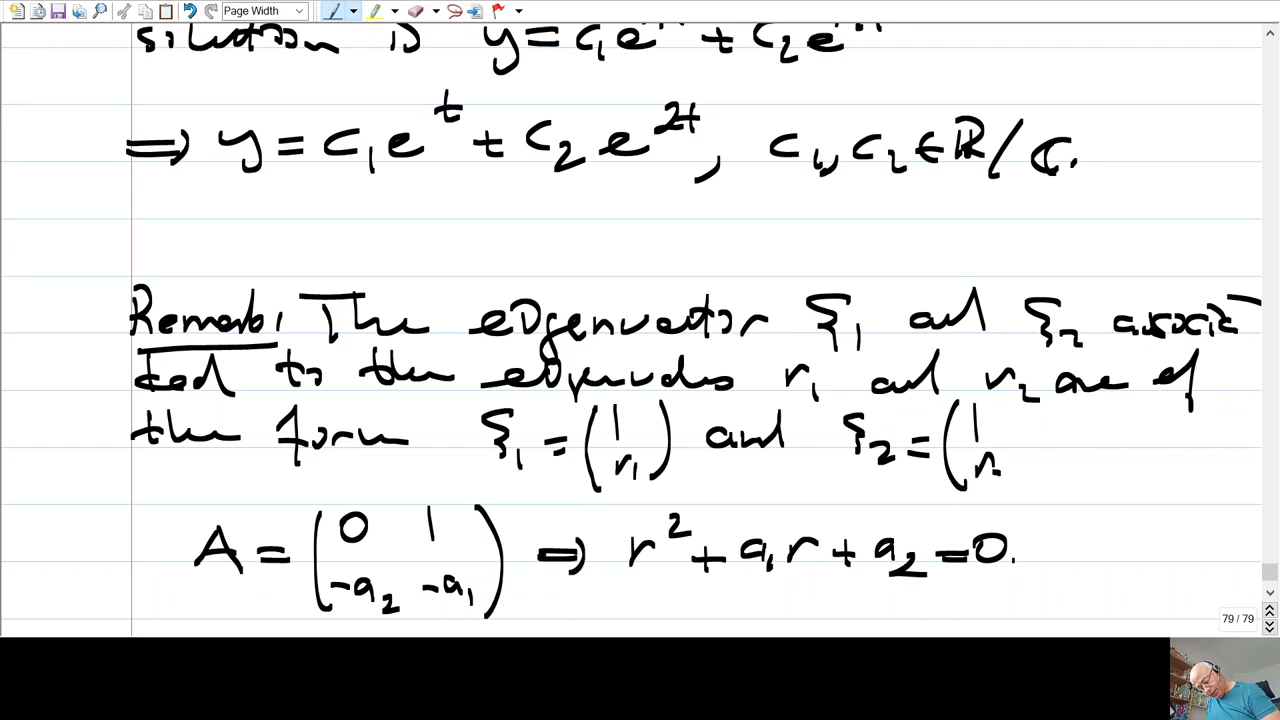 Page Width
solution is y = c₁e + c₂e
⟹ y = c₁e^t + c₂e^{2t}, c₁, c₂ ∈ ℝ/ℂ.
Remark: The eigenvector ξ₁ and ξ₂ associa-
ted to the eigenvalues r₁ and r₂ are of
the form ξ₁ = (1 r₁) and ξ₂ = (1 r
A = (0 1 -a₂ -a₁) ⟹ r² + a₁r + a₂ = 0.
79 / 79